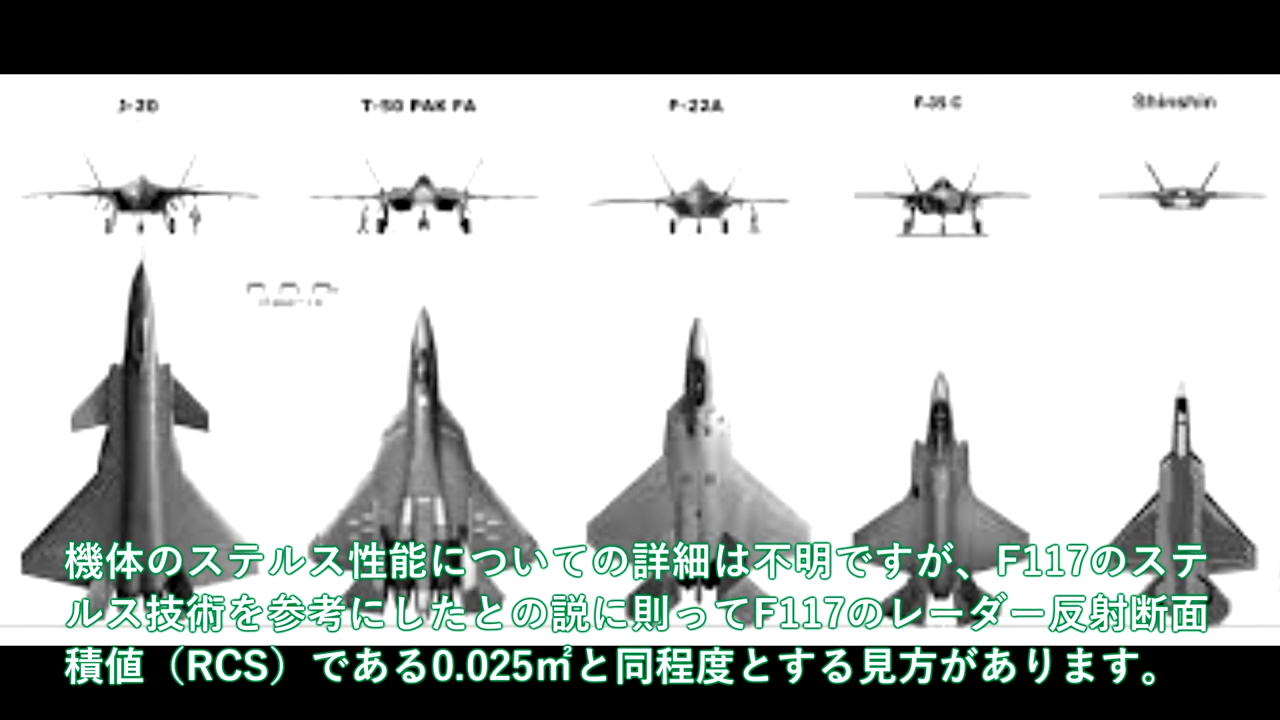 J-20
T-50 PAK FA
F-22A
F-35C
Shinshin
機体のステルス性能についての詳細は不明ですが、F117のステ
ルス技術を参考にしたとの説に則ってF117のレーダー反射断面
積値（RCS）である0.025㎡と同程度とする見方があります。